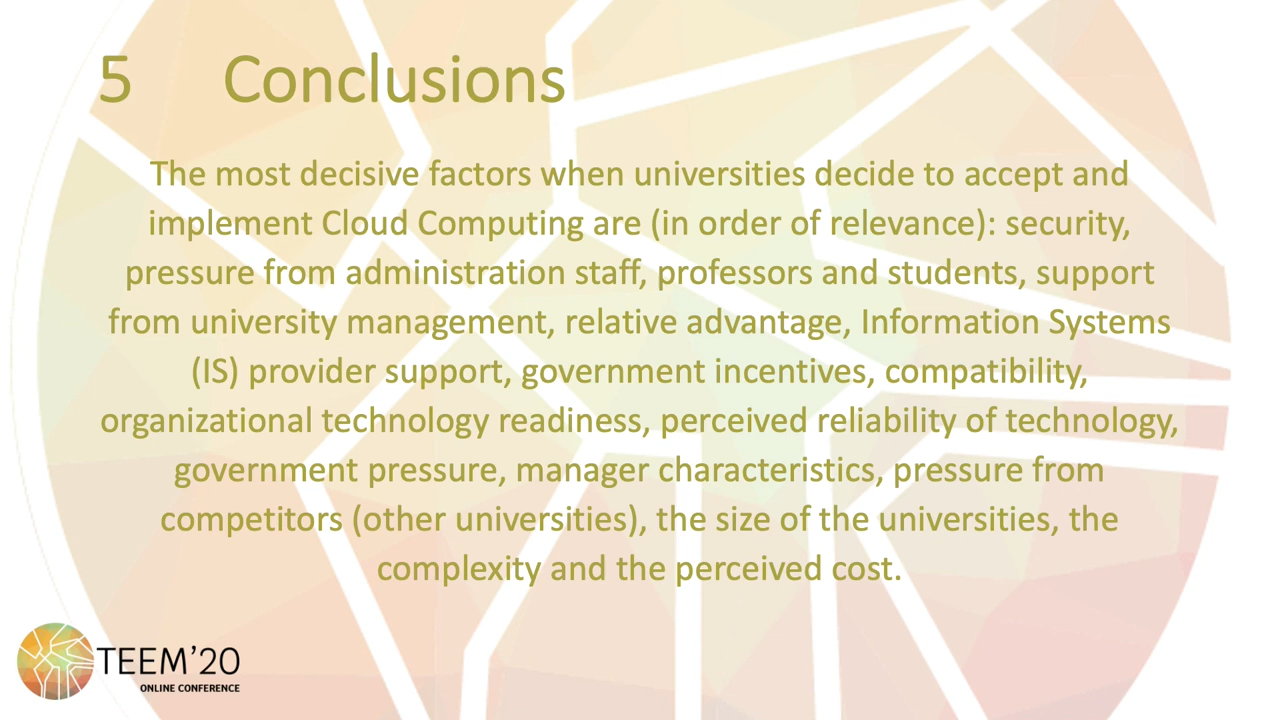 5 Conclusions
The most decisive factors when universities decide to accept and
implement Cloud Computing are (in order of relevance): security,
pressure from administration staff, professors and students, support
from university management, relative advantage, Information Systems
(IS) provider support, government incentives, compatibility,
organizational technology readiness, perceived reliability of technology,
government pressure, manager characteristics, pressure from
competitors (other universities), the size of the universities, the
complexity and the perceived cost.
TEEM'20
ONLINE CONFERENCE